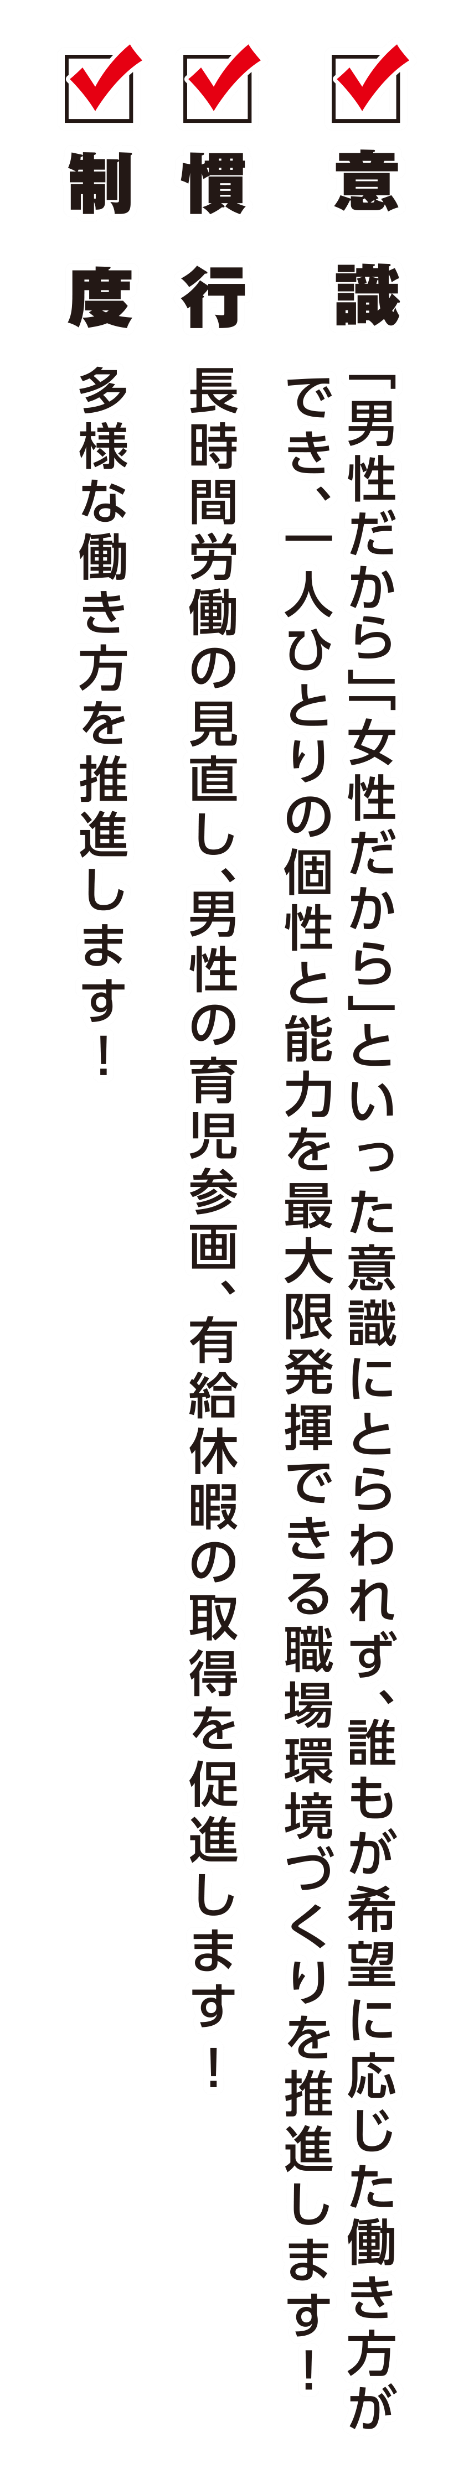 意識
「男性だから」「女性だから」といった意識にとらわれず、誰もが希望に応じた働き方が
でき、一人ひとりの個性と能力を最大限発揮できる職場環境づくりを推進します！
慣行
長時間労働の見直し、男性の育児参画、有給休暇の取得を促進します！
制度
多様な働き方を推進します！